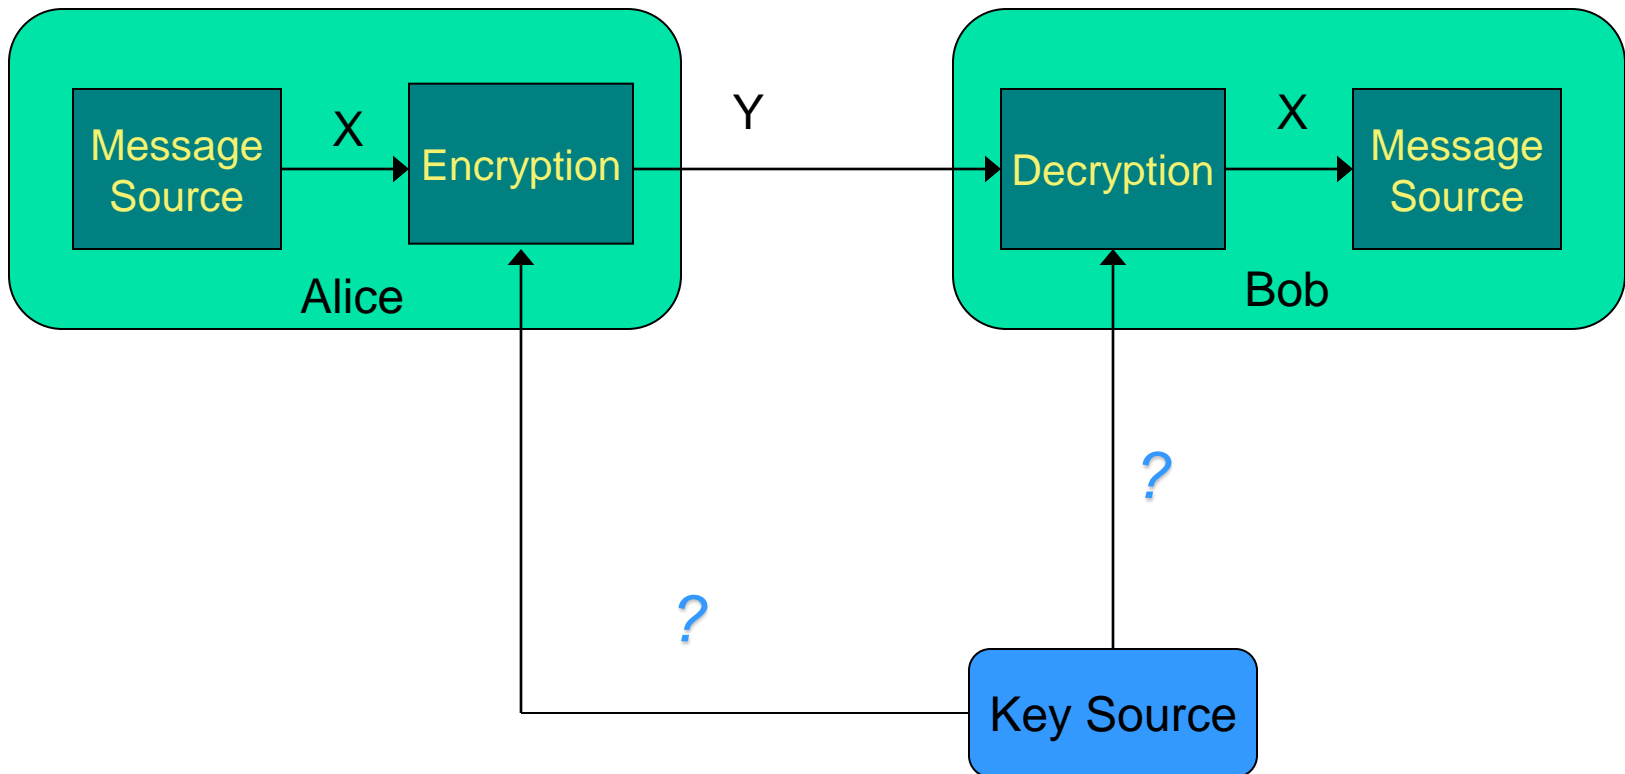 Message
Source
X
Encryption
Y
Decryption
X
Message
Source
Alice
Bob
?
?
Key Source